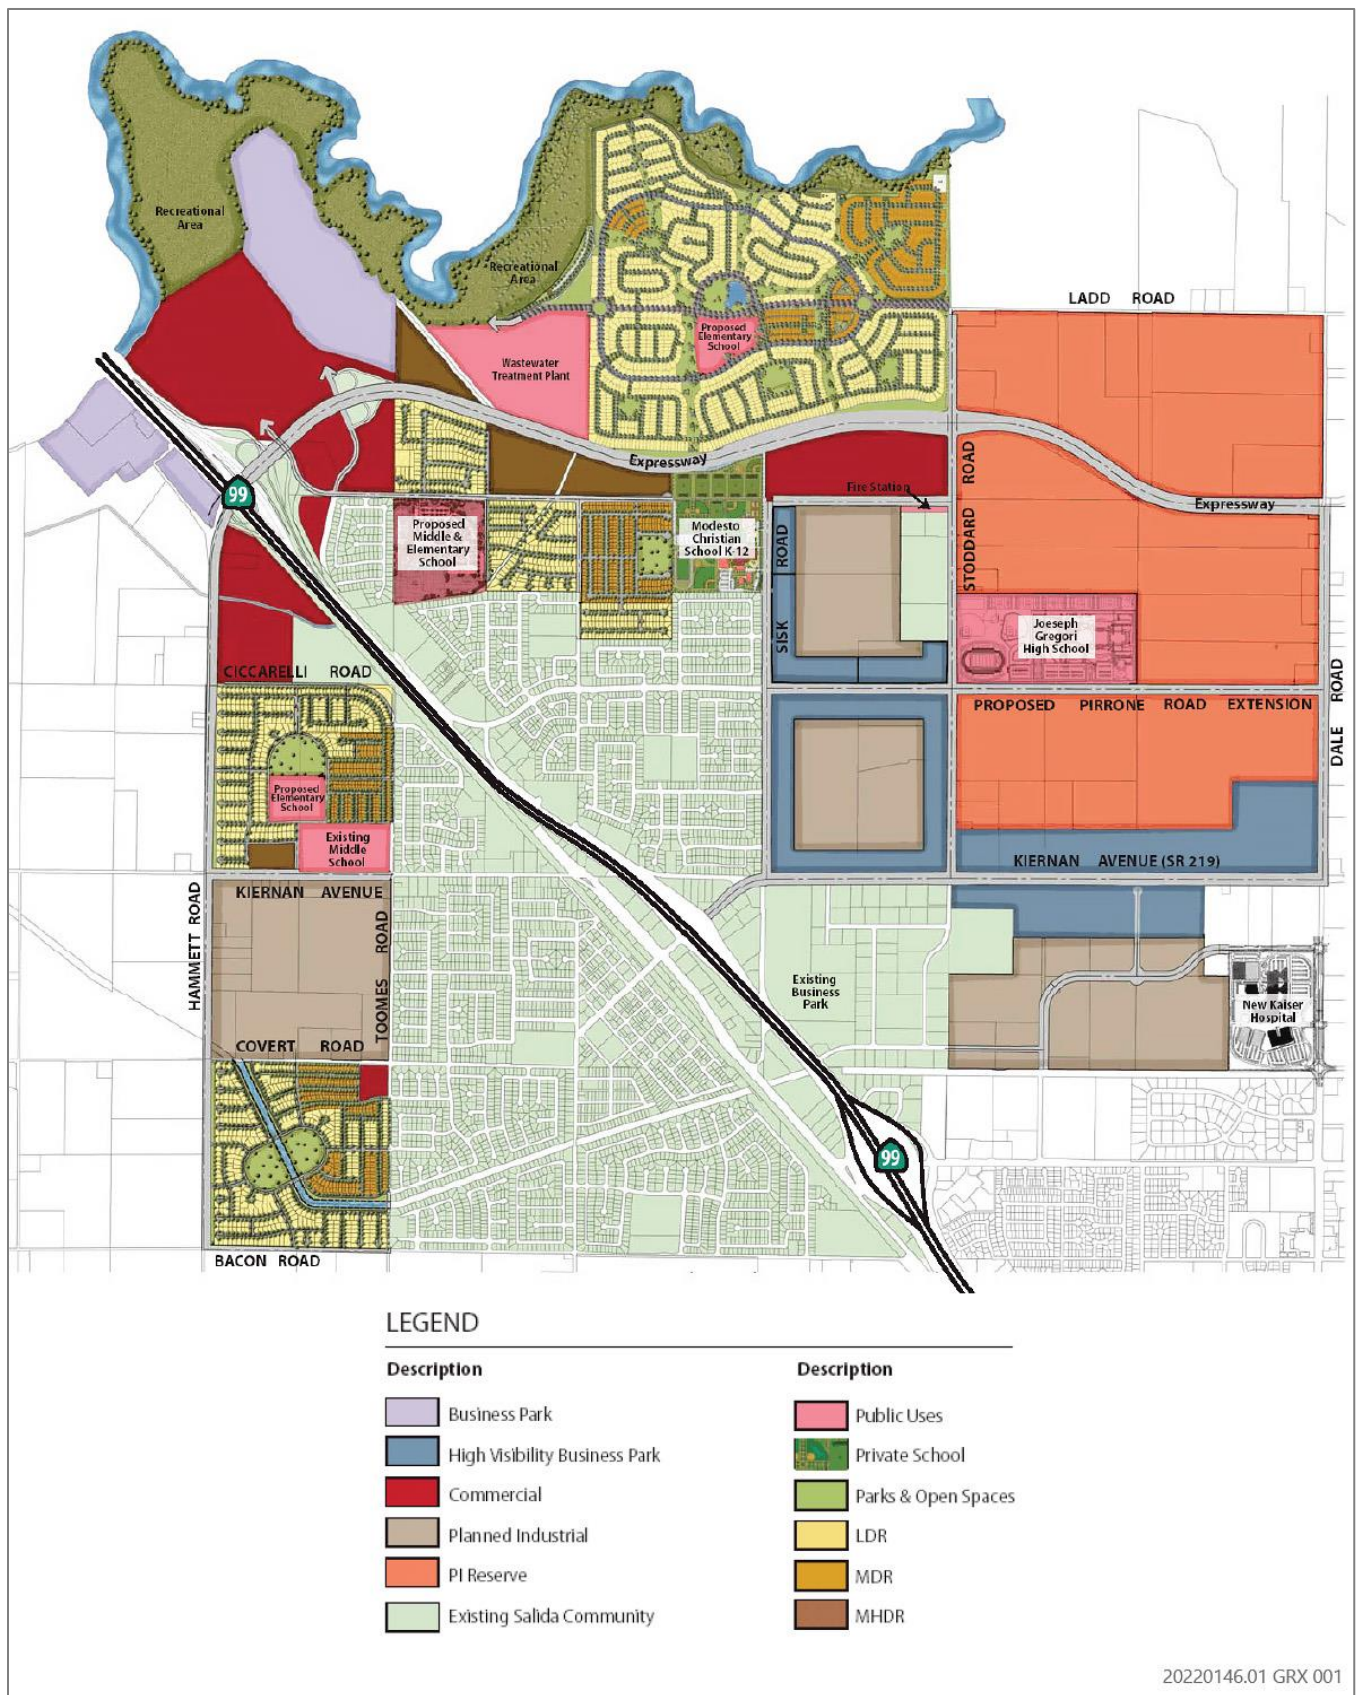 Recreational
Area
Recreational
Area
LADD ROAD
Proposed
Elementary
School
Wastewater
Treatment Plant
Expressway
ROAD
Fire Station
Expressway
99
Proposed
Middle &
Elementary
School
Modesto
Christian
School K-12
ROAD
STODDARD
SISK
Joeseph
Gregori
High School
CICCARELLI ROAD
PROPOSED PIRRONE ROAD EXTENSION
ROAD
DALE
Proposed
Elementary
School
Existing
Middle
School
KIERNAN AVENUE (SR 219)
KIERNAN AVENUE
HAMMETT ROAD
ROAD
TOOMES
Existing
Business
Park
New Kaiser
Hospital
COVERT ROAD
99
BACON ROAD
LEGEND
Description
Business Park
High Visibility Business Park
Commercial
Planned Industrial
PI Reserve
Existing Salida Community
Description
Public Uses
Private School
Parks & Open Spaces
LDR
MDR
MHDR
20220146.01 GRX 001